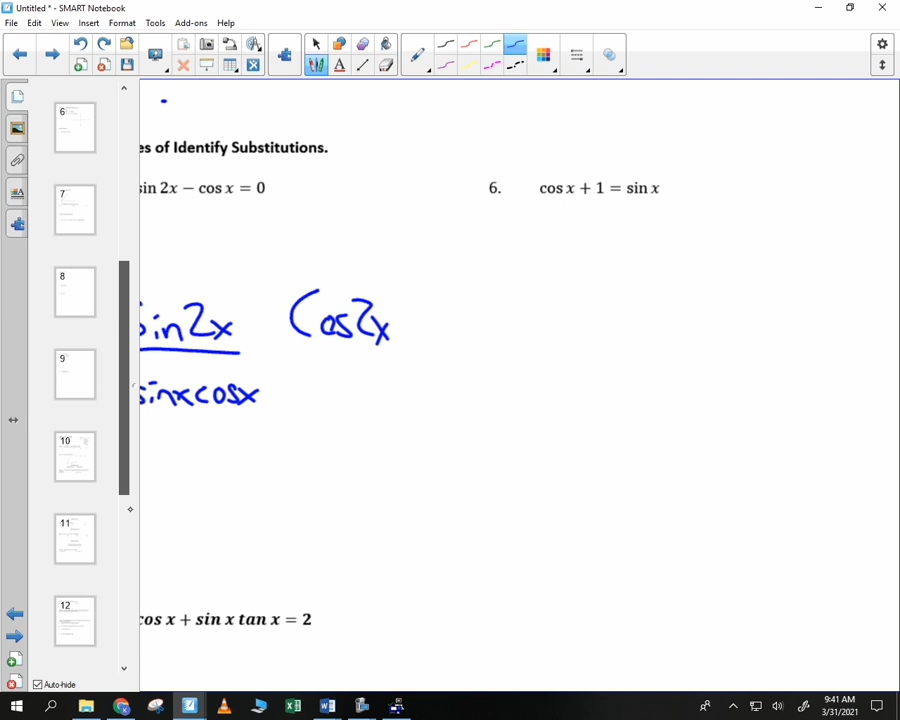 Untitled * - SMART Notebook
File Edit View Insert Format Tools Add-ons Help
es of Identify Substitutions.
sin 2x − cos x = 0
6. cos x + 1 = sin x
sin2x Cos2x
sinxcosx
cos x + sin x tan x = 2
6
7
8
9
10
11
12
Auto-hide
9:41 AM
3/31/2021